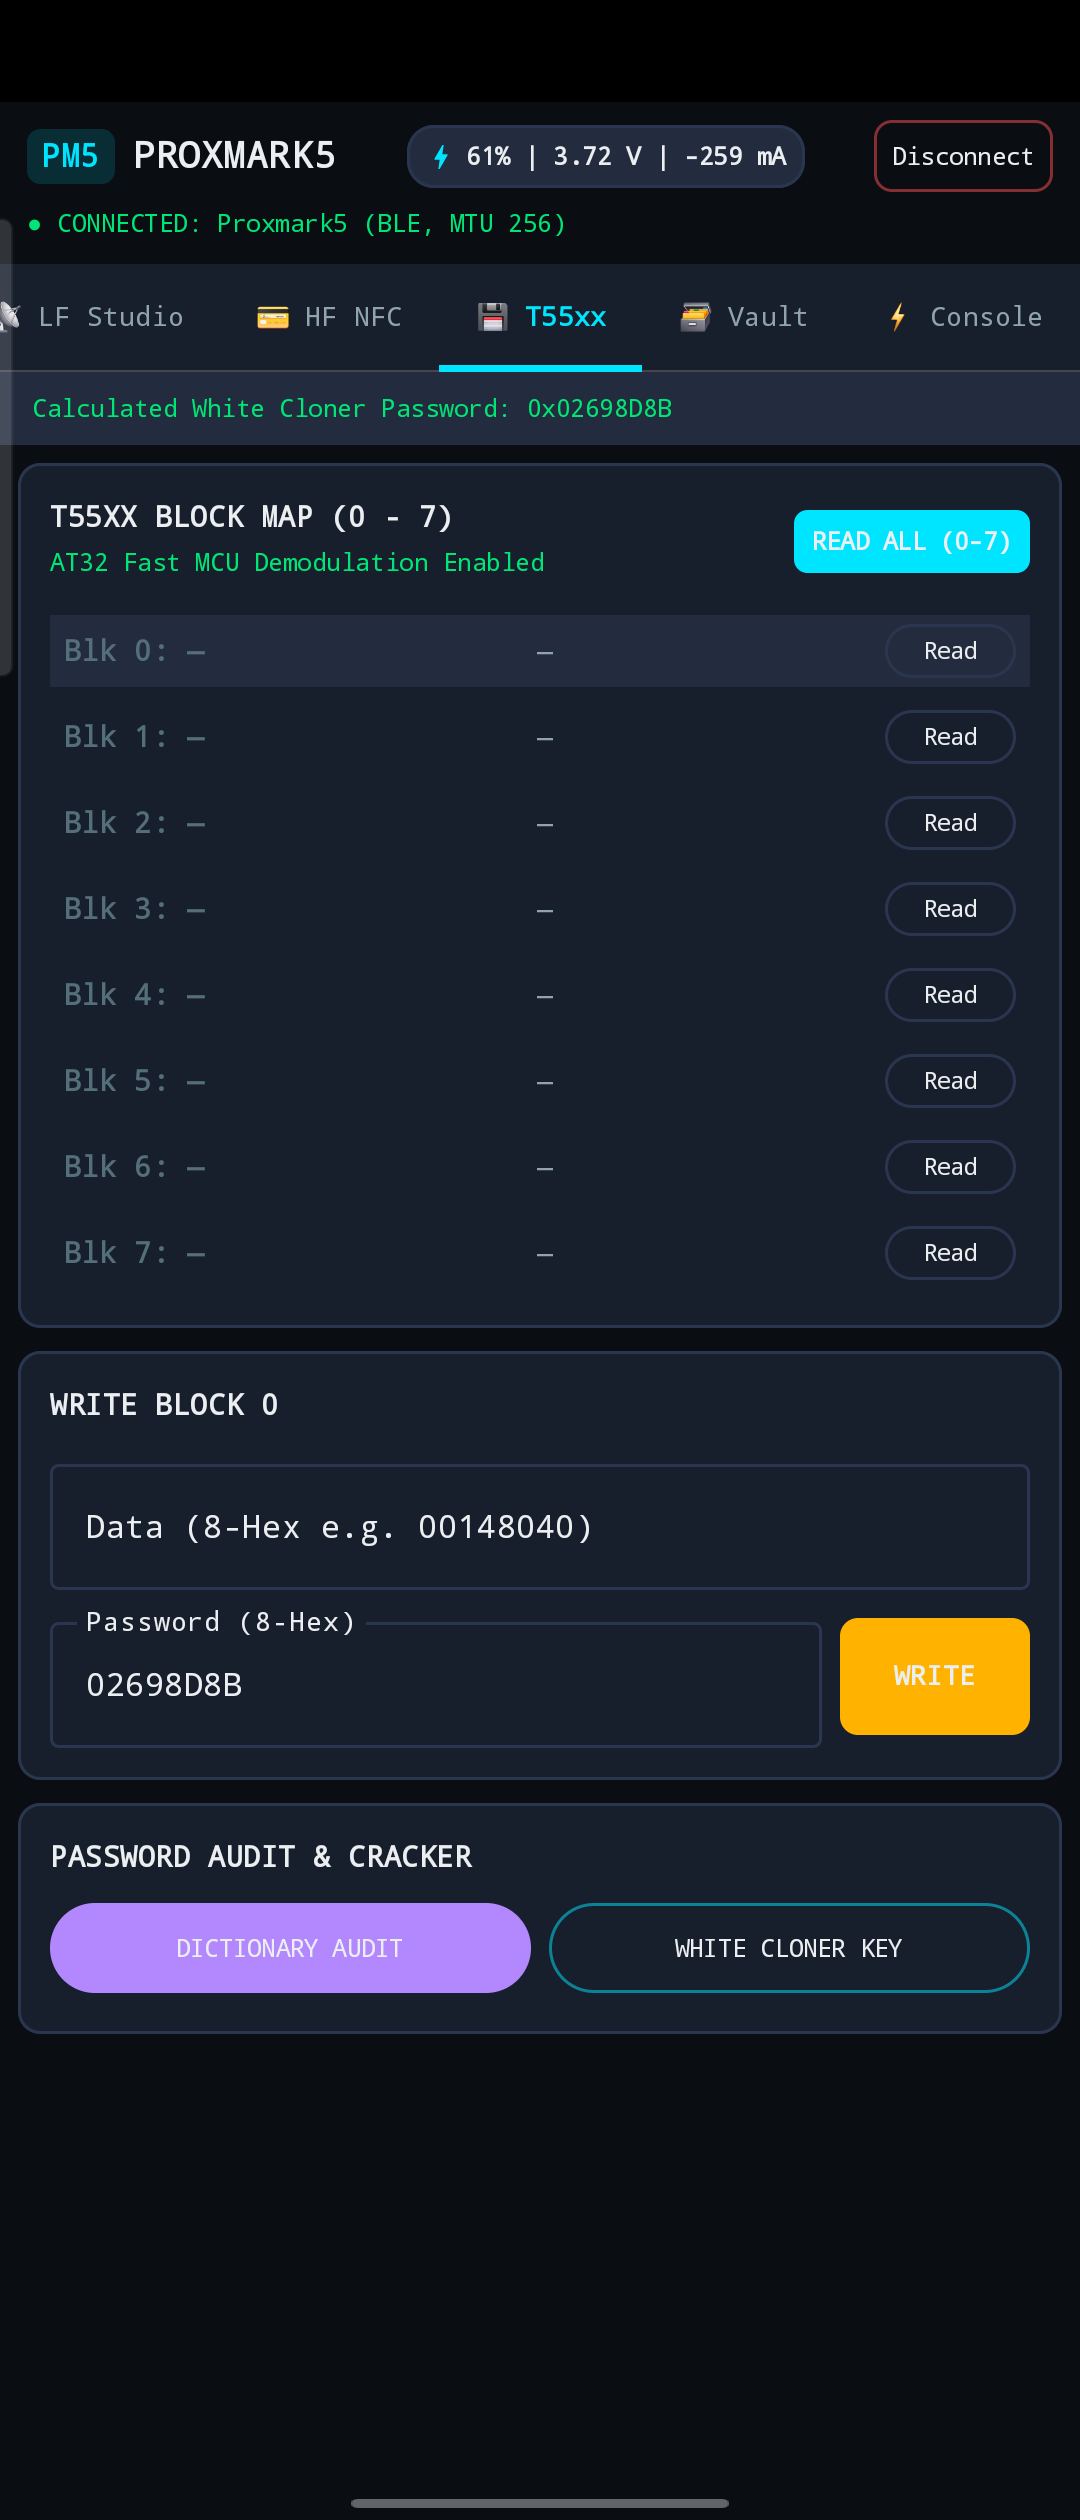 PM5 PROXMARK5 61% | 3.72 V | -259 mA Disconnect
● CONNECTED: Proxmark5 (BLE, MTU 256)
LF Studio HF NFC T55xx Vault Console
Calculated White Cloner Password: 0x02698D8B
T55XX BLOCK MAP (0 - 7)
AT32 Fast MCU Demodulation Enabled
READ ALL (0-7)
Blk 0: — — Read
Blk 1: — — Read
Blk 2: — — Read
Blk 3: — — Read
Blk 4: — — Read
Blk 5: — — Read
Blk 6: — — Read
Blk 7: — — Read
WRITE BLOCK 0
Data (8-Hex e.g. 00148040)
Password (8-Hex)
02698D8B
WRITE
PASSWORD AUDIT & CRACKER
DICTIONARY AUDIT WHITE CLONER KEY